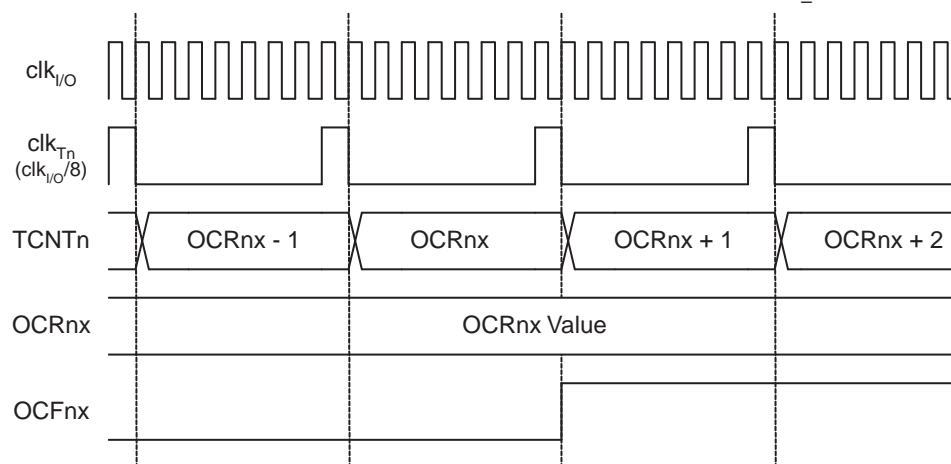 clkI/O
clkTn
(clkI/O/8)
TCNTn
OCRnx - 1
OCRnx
OCRnx + 1
OCRnx + 2
OCRnx
OCRnx Value
OCFnx